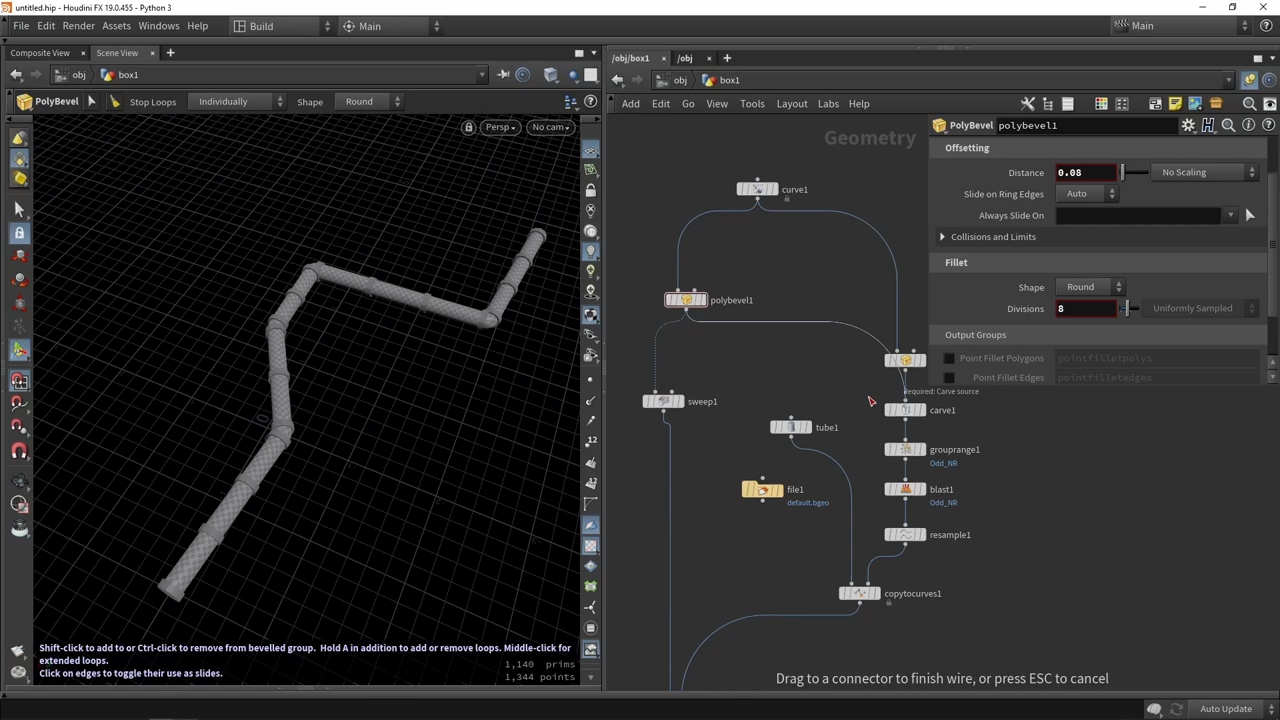 untitled.hip - Houdini FX 19.0.455 - Python 3
File Edit Render Assets Windows Help Build Main Main
Composite View Scene View
obj box1
PolyBevel Stop Loops Individually Shape Round
Persp No cam
12
12
Shift-click to add to or Ctrl-click to remove from bevelled group. Hold A in addition to add or remove loops. Middle-click for
extended loops.
Click on edges to toggle their use as slides.
1,140 prims
1,344 points
/obj/box1 /obj
obj box1
Add Edit Go View Tools Layout Labs Help
Geometry
curve1
polybevel1
sweep1
tube1
file1
default.bgeo
Required: Carve source
carve1
grouprange1
Odd_NR
blast1
Odd_NR
resample1
copytocurves1
Drag to a connector to finish wire, or press ESC to cancel
PolyBevel polybevel1
Offsetting
Distance 0.08 No Scaling
Slide on Ring Edges Auto
Always Slide On
Collisions and Limits
Fillet
Shape Round
Divisions 8 Uniformly Sampled
Output Groups
Point Fillet Polygons pointfilletpolys
Point Fillet Edges pointfilletedges
Auto Update